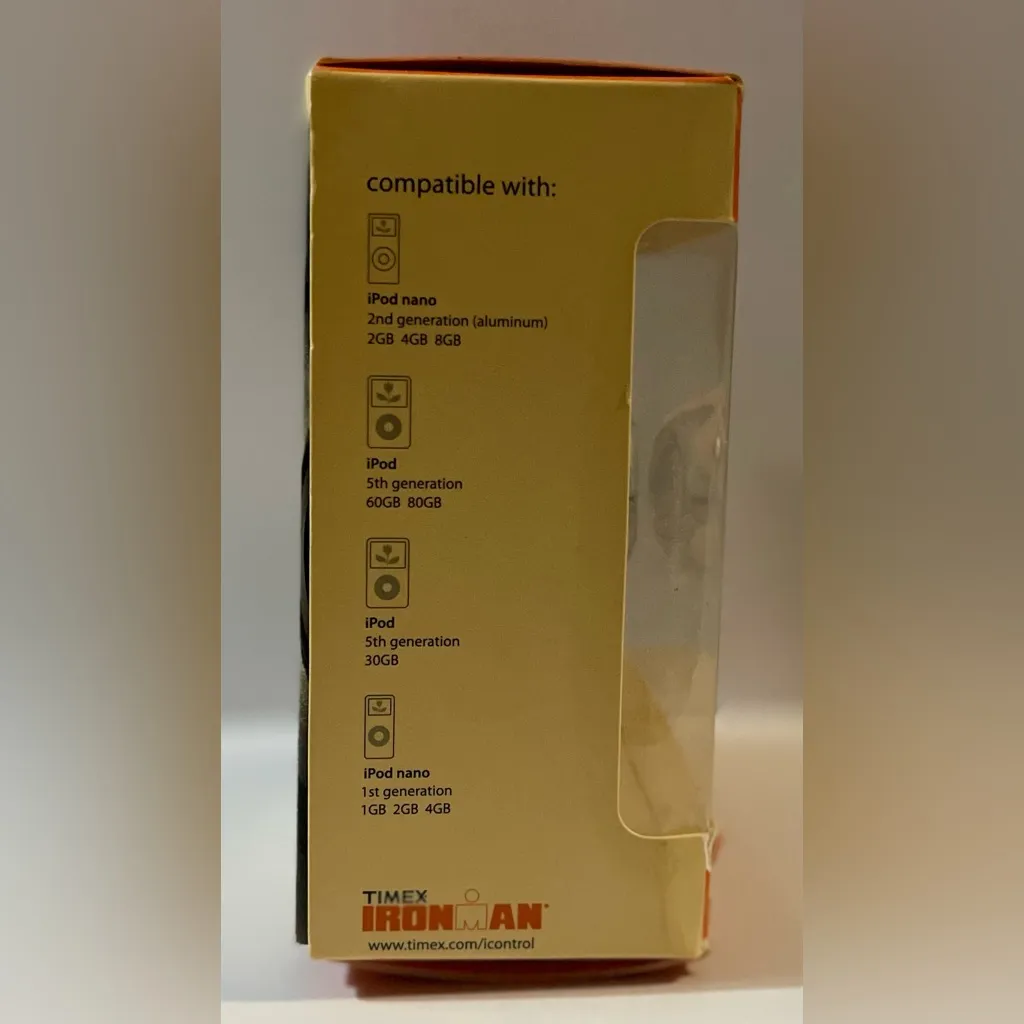 compatible with:
iPod nano
2nd generation (aluminum)
2GB 4GB 8GB
iPod
5th generation
60GB 80GB
iPod
5th generation
30GB
iPod nano
1st generation
1GB 2GB 4GB
TIMEX
IRONMAN
www.timex.com/icontrol